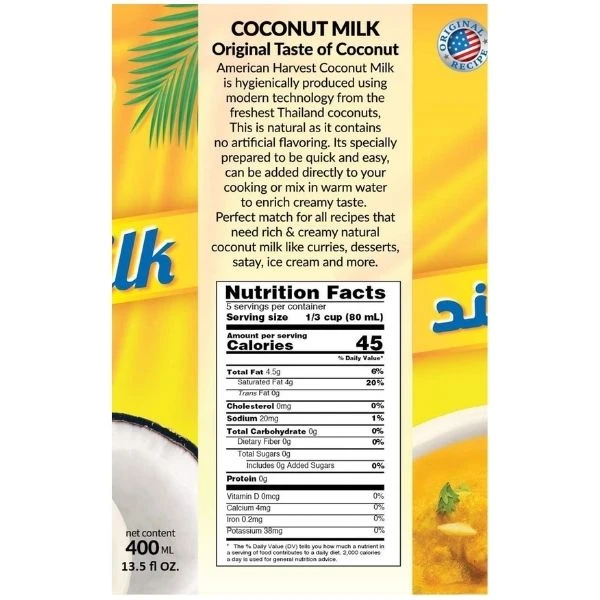 COCONUT MILK
Original Taste of Coconut
American Harvest Coconut Milk
is hygienically produced using
modern technology from the
freshest Thailand coconuts,
This is natural as it contains
no artificial flavoring. Its specially
prepared to be quick and easy,
can be added directly to your
cooking or mix in warm water
to enrich creamy taste.
Perfect match for all recipes that
need rich & creamy natural
coconut milk like curries, desserts,
satay, ice cream and more.
ORIGINAL
RECIPE
ilk
ند
Nutrition Facts
5 servings per container
Serving size 1/3 cup (80 mL)
Amount per serving
Calories 45
% Daily Value*
Total Fat 4.5g 6%
Saturated Fat 4g 20%
Trans Fat 0g
Cholesterol 0mg 0%
Sodium 20mg 1%
Total Carbohydrate 0g 0%
Dietary Fiber 0g 0%
Total Sugars 0g
Includes 0g Added Sugars 0%
Protein 0g
Vitamin D 0mcg 0%
Calcium 4mg 0%
Iron 0.2mg 0%
Potassium 38mg 0%
* The % Daily Value (DV) tells you how much a nutrient in
a serving of food contributes to a daily diet. 2,000 calories
a day is used for general nutrition advice.
net content
400 ML
13.5 fl OZ.